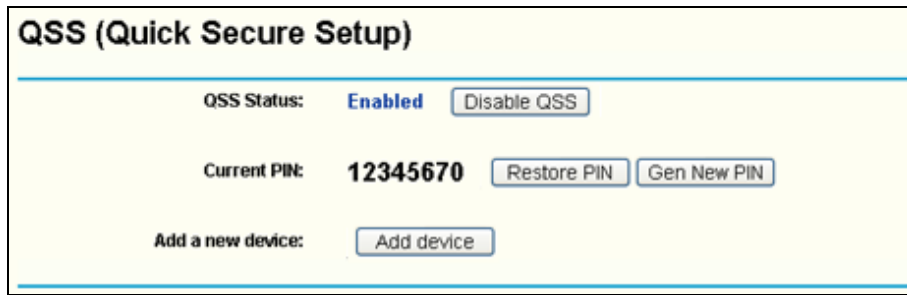 QSS (Quick Secure Setup)
QSS Status: Enabled Disable QSS
Current PIN: 12345670 Restore PIN Gen New PIN
Add a new device: Add device